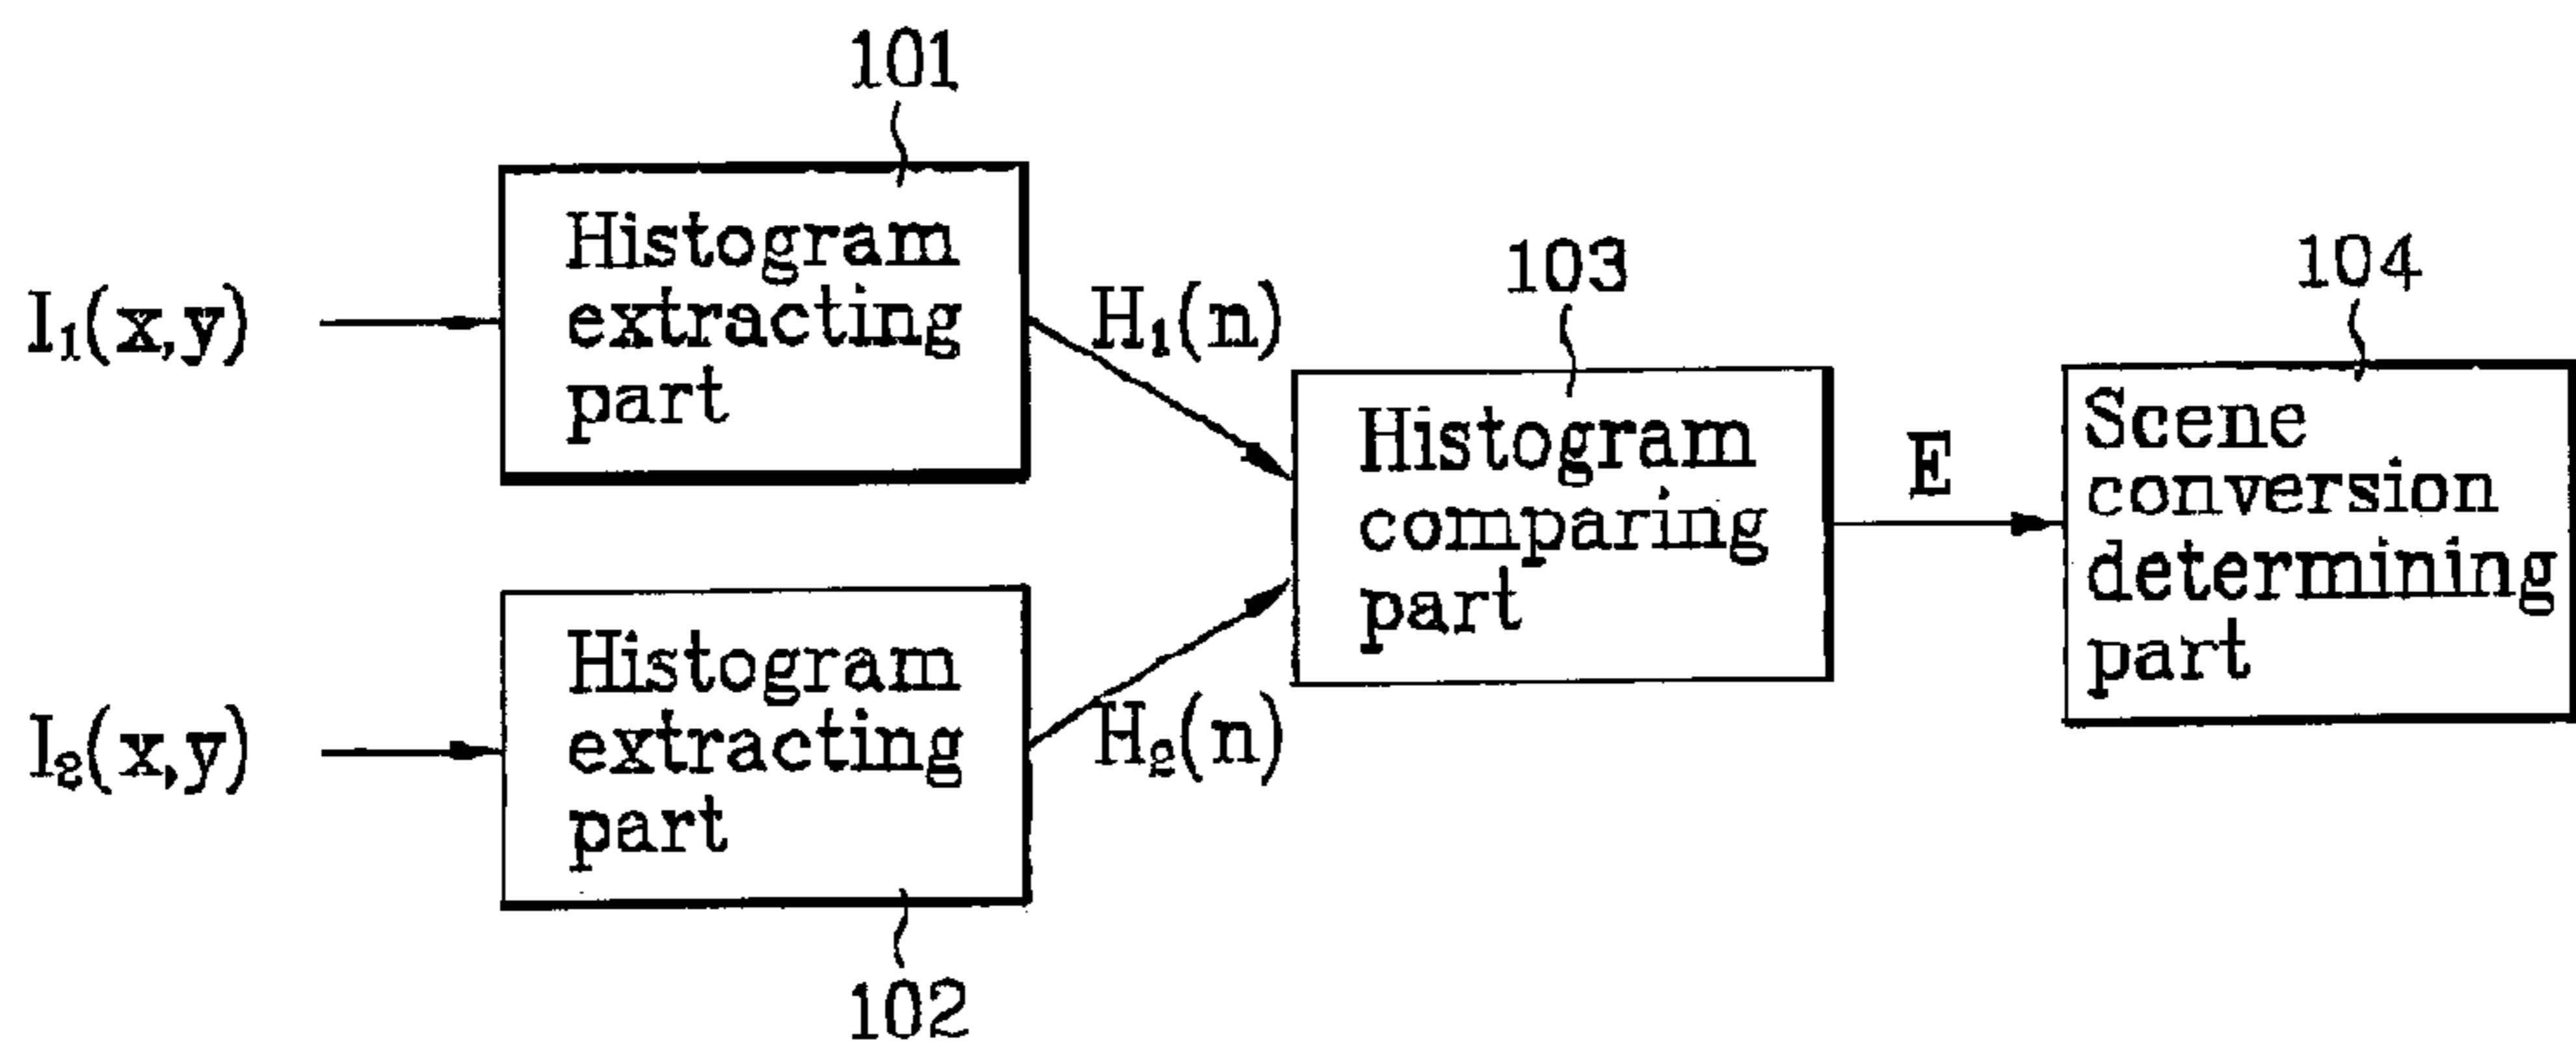 101
Histogram
extracting
part
I₁(x,y)
H₁(n)
103
Histogram
comparing
part
E
104
Scene
conversion
determining
part
Histogram
extracting
part
I₂(x,y)
H₂(n)
102